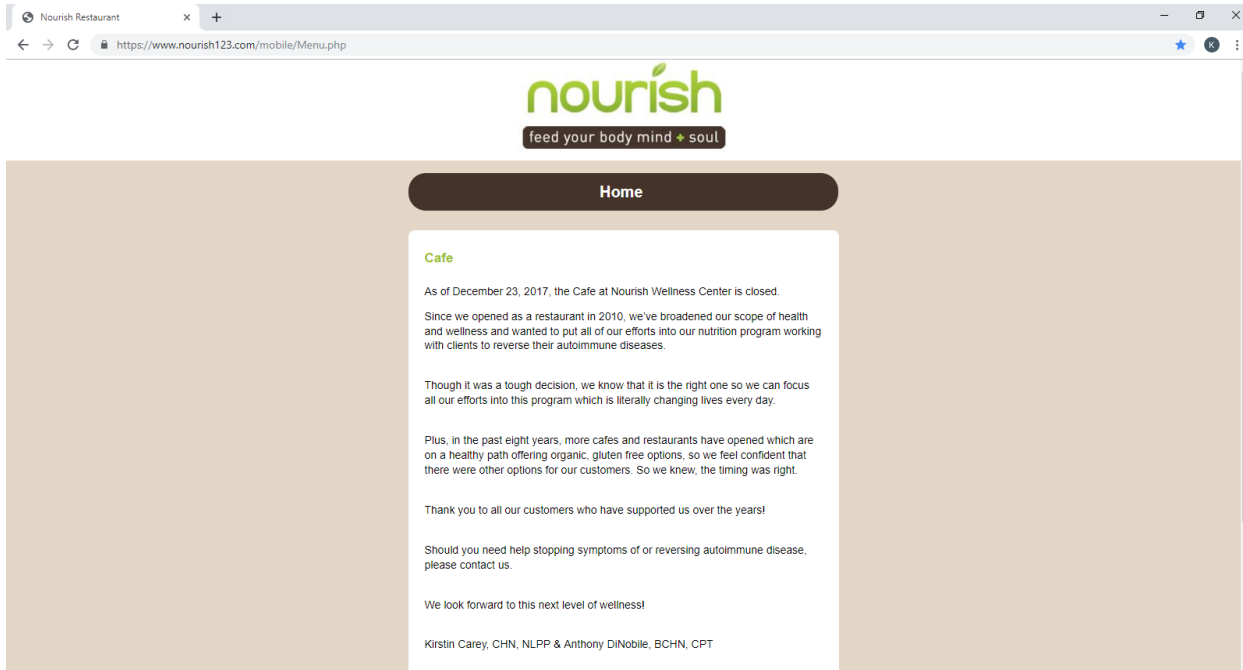 Nourish Restaurant
https://www.nourish123.com/mobile/Menu.php
K
nourish
feed your body mind + soul
Home
Cafe
As of December 23, 2017, the Cafe at Nourish Wellness Center is closed.
Since we opened as a restaurant in 2010, we've broadened our scope of health
and wellness and wanted to put all of our efforts into our nutrition program working
with clients to reverse their autoimmune diseases.
Though it was a tough decision, we know that it is the right one so we can focus
all our efforts into this program which is literally changing lives every day.
Plus, in the past eight years, more cafes and restaurants have opened which are
on a healthy path offering organic, gluten free options, so we feel confident that
there were other options for our customers. So we knew, the timing was right.
Thank you to all our customers who have supported us over the years!
Should you need help stopping symptoms of or reversing autoimmune disease,
please contact us.
We look forward to this next level of wellness!
Kirstin Carey, CHN, NLPP & Anthony DiNobile, BCHN, CPT